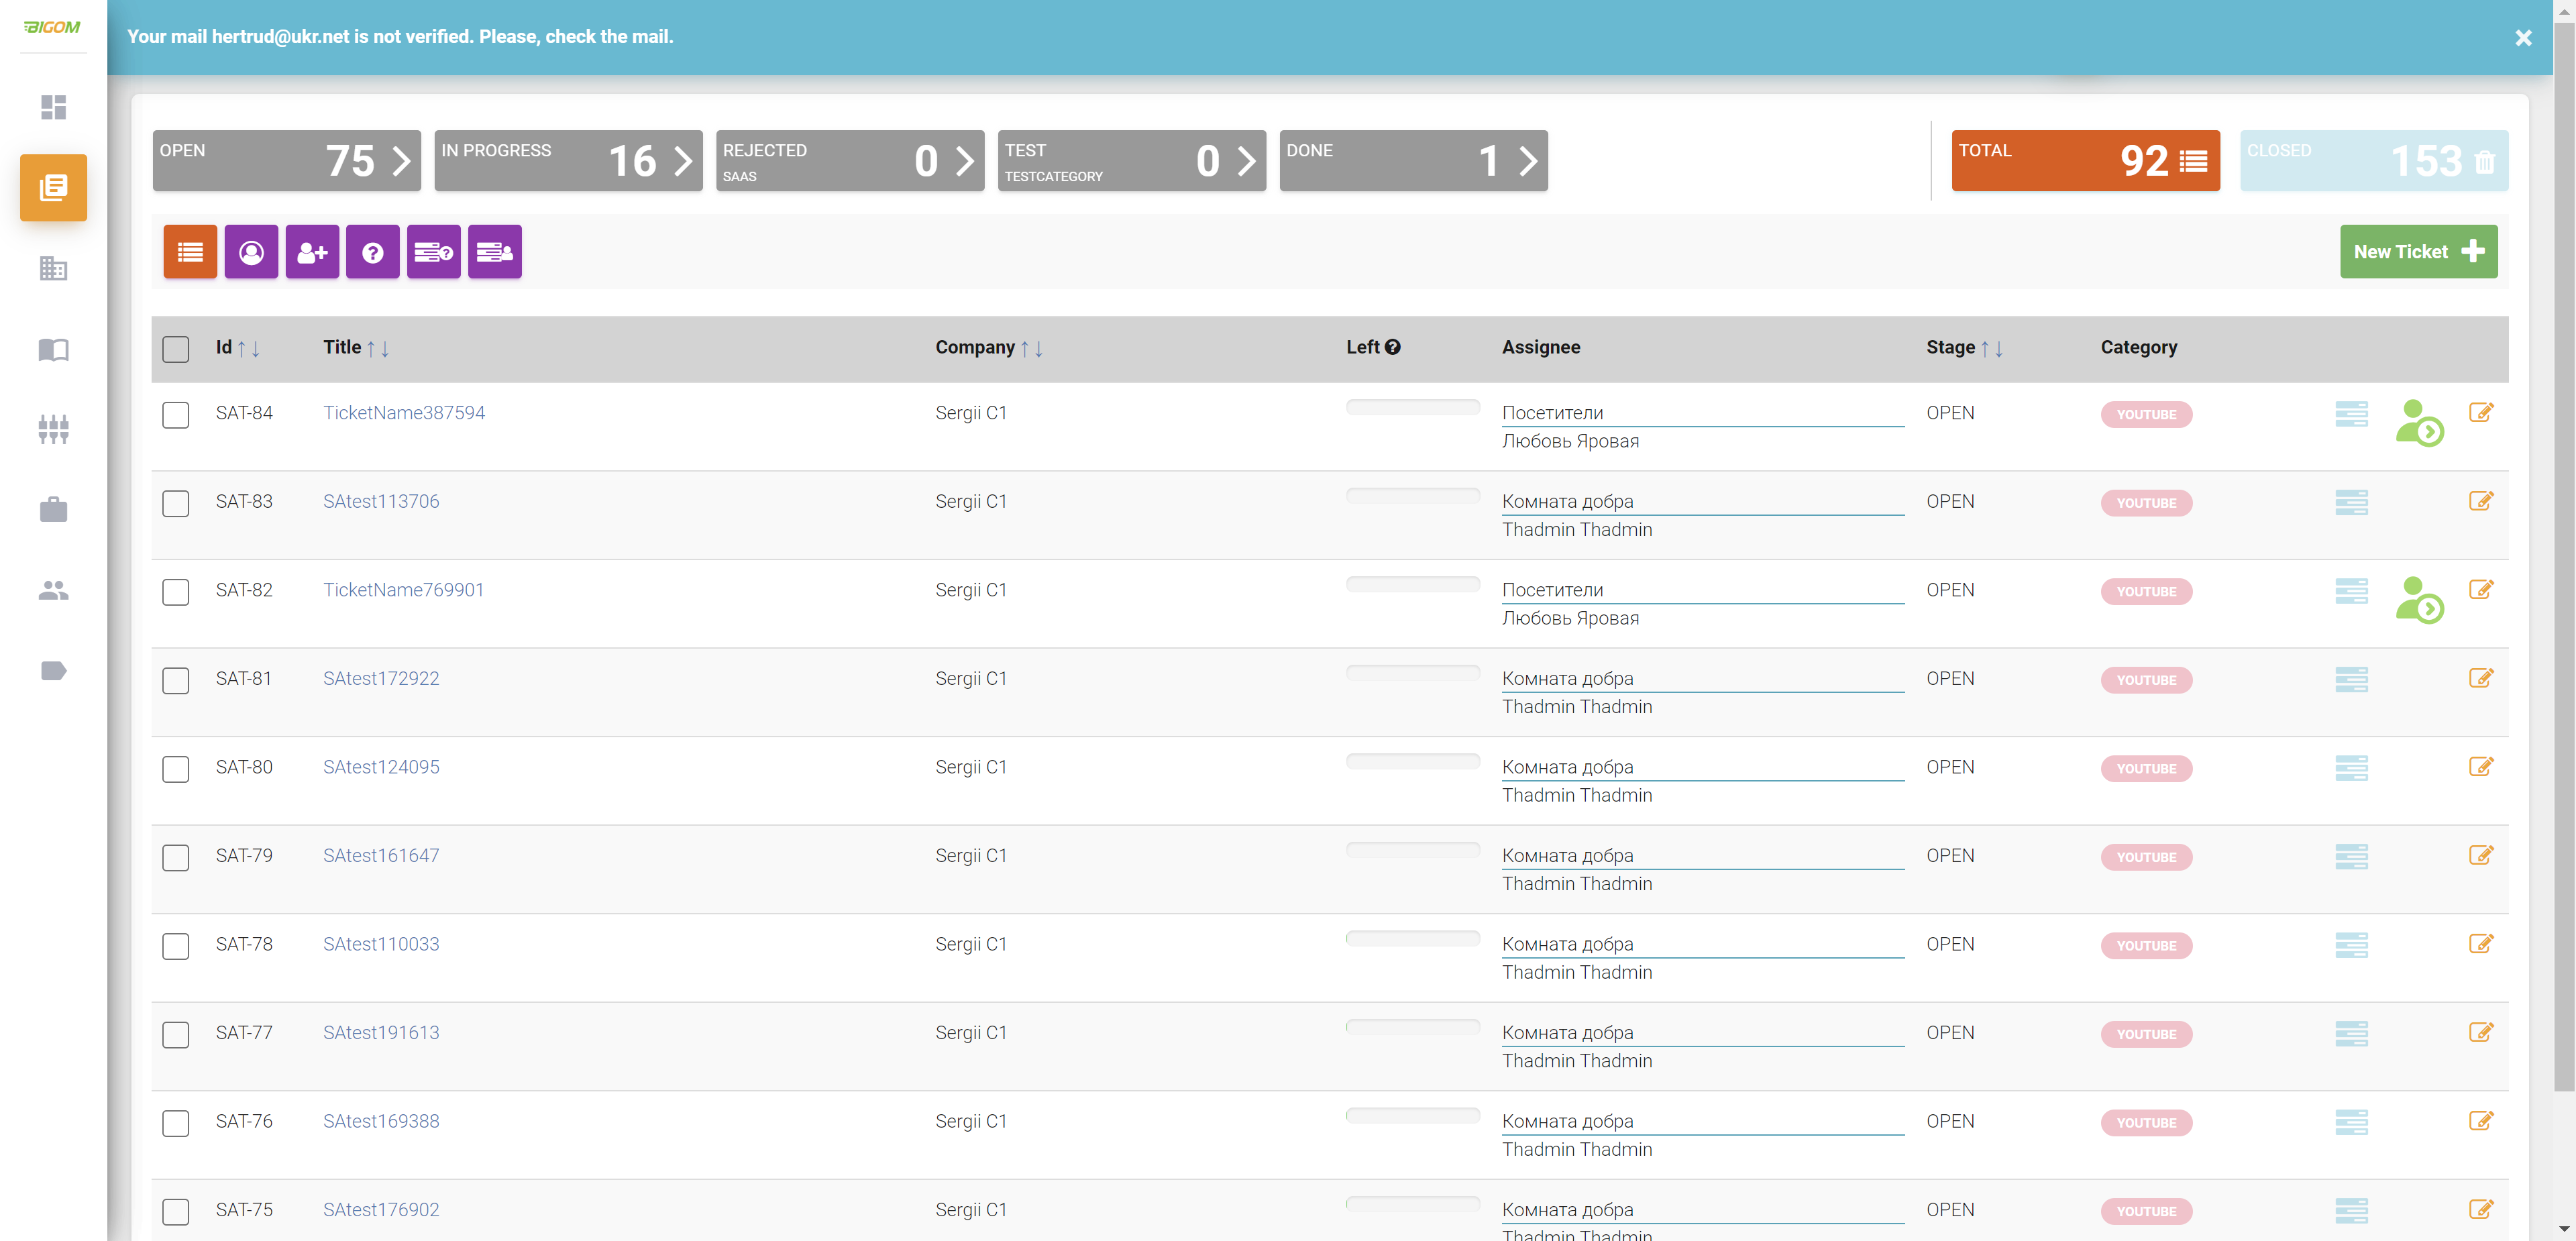 BIGOM
Your mail hertrud@ukr.net is not verified. Please, check the mail.
OPEN 75
IN PROGRESS 16
REJECTED 0
SAAS
TEST 0
TESTCATEGORY
DONE 1
TOTAL 92
CLOSED 153
New Ticket
Id Title Company Left Assignee Stage Category
SAT-84 TicketName387594 Sergii C1 Посетители OPEN YOUTUBE
Любовь Яровая
SAT-83 SAtest113706 Sergii C1 Комната добра OPEN YOUTUBE
Thadmin Thadmin
SAT-82 TicketName769901 Sergii C1 Посетители OPEN YOUTUBE
Любовь Яровая
SAT-81 SAtest172922 Sergii C1 Комната добра OPEN YOUTUBE
Thadmin Thadmin
SAT-80 SAtest124095 Sergii C1 Комната добра OPEN YOUTUBE
Thadmin Thadmin
SAT-79 SAtest161647 Sergii C1 Комната добра OPEN YOUTUBE
Thadmin Thadmin
SAT-78 SAtest110033 Sergii C1 Комната добра OPEN YOUTUBE
Thadmin Thadmin
SAT-77 SAtest191613 Sergii C1 Комната добра OPEN YOUTUBE
Thadmin Thadmin
SAT-76 SAtest169388 Sergii C1 Комната добра OPEN YOUTUBE
Thadmin Thadmin
SAT-75 SAtest176902 Sergii C1 Комната добра OPEN YOUTUBE
Thadmin Thadmin